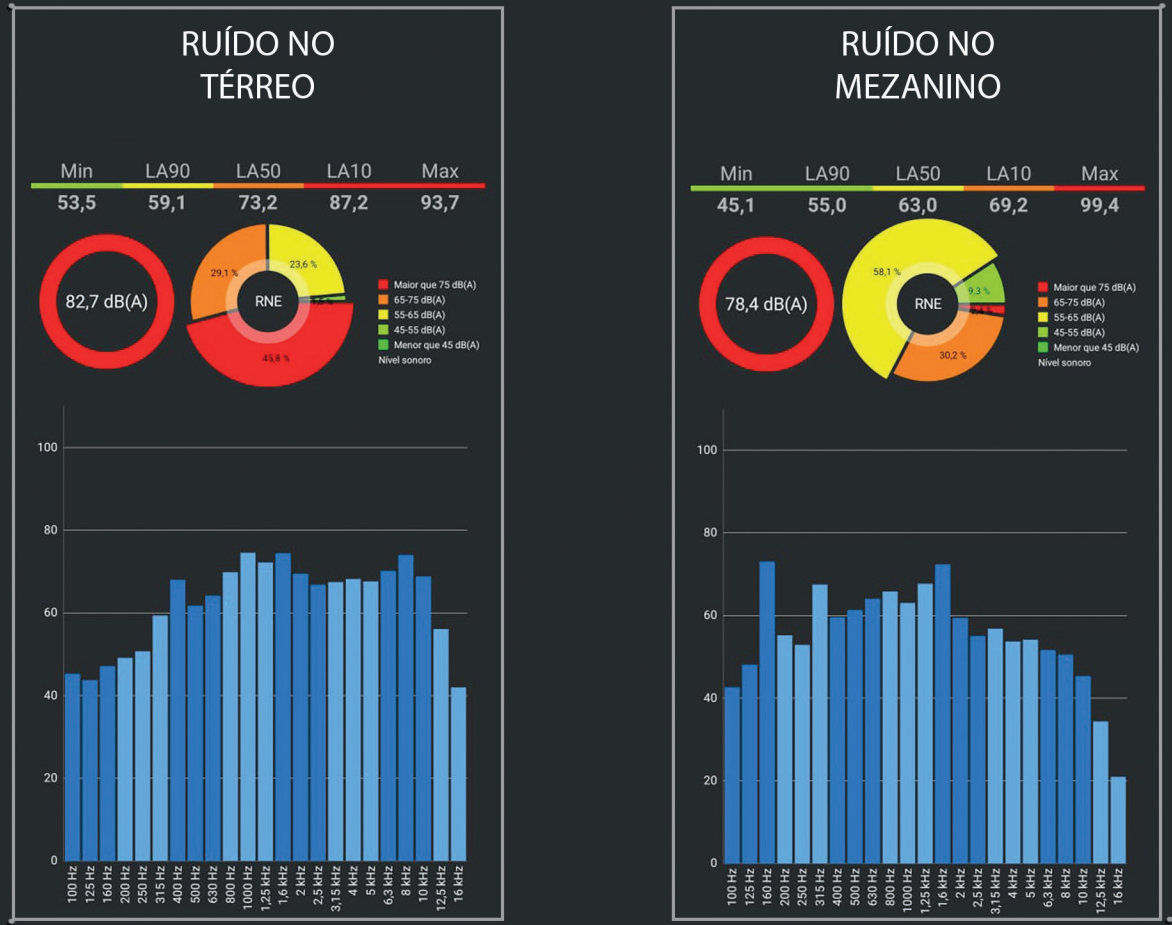 RUÍDO NO
TÉRREO
Min LA90 LA50 LA10 Max
53,5 59,1 73,2 87,2 93,7
82,7 dB(A)
29,1 %
23,6 %
RNE
45,8 %
Maior que 75 dB(A)
65-75 dB(A)
55-65 dB(A)
45-55 dB(A)
Menor que 45 dB(A)
Nível sonoro
100
80
60
40
20
0
100 Hz
125 Hz
160 Hz
200 Hz
250 Hz
315 Hz
400 Hz
500 Hz
630 Hz
800 Hz
1000 Hz
1,25 kHz
1,6 kHz
2 kHz
2,5 kHz
3,15 kHz
4 kHz
5 kHz
6,3 kHz
8 kHz
10 kHz
12,5 kHz
16 kHz
RUÍDO NO
MEZANINO
Min LA90 LA50 LA10 Max
45,1 55,0 63,0 69,2 99,4
78,4 dB(A)
58,1 %
9,3 %
RNE
30,2 %
Maior que 75 dB(A)
65-75 dB(A)
55-65 dB(A)
45-55 dB(A)
Menor que 45 dB(A)
Nível sonoro
100
80
60
40
20
0
100 Hz
125 Hz
160 Hz
200 Hz
250 Hz
315 Hz
400 Hz
500 Hz
630 Hz
800 Hz
1000 Hz
1,25 kHz
1,6 kHz
2 kHz
2,5 kHz
3,15 kHz
4 kHz
5 kHz
6,3 kHz
8 kHz
10 kHz
12,5 kHz
16 kHz